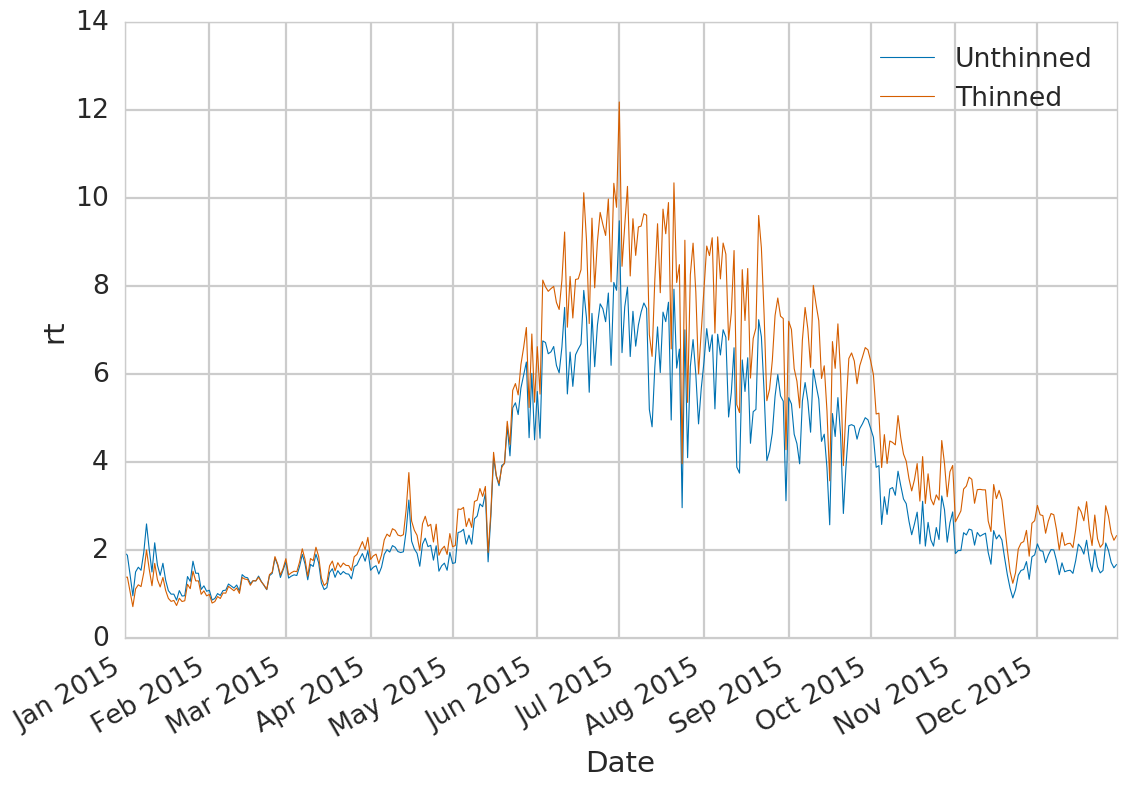 14
12
10
8
6
4
2
0
rt
Unthinned
Thinned
Jan 2015
Feb 2015
Mar 2015
Apr 2015
May 2015
Jun 2015
Jul 2015
Aug 2015
Sep 2015
Oct 2015
Nov 2015
Dec 2015
Date